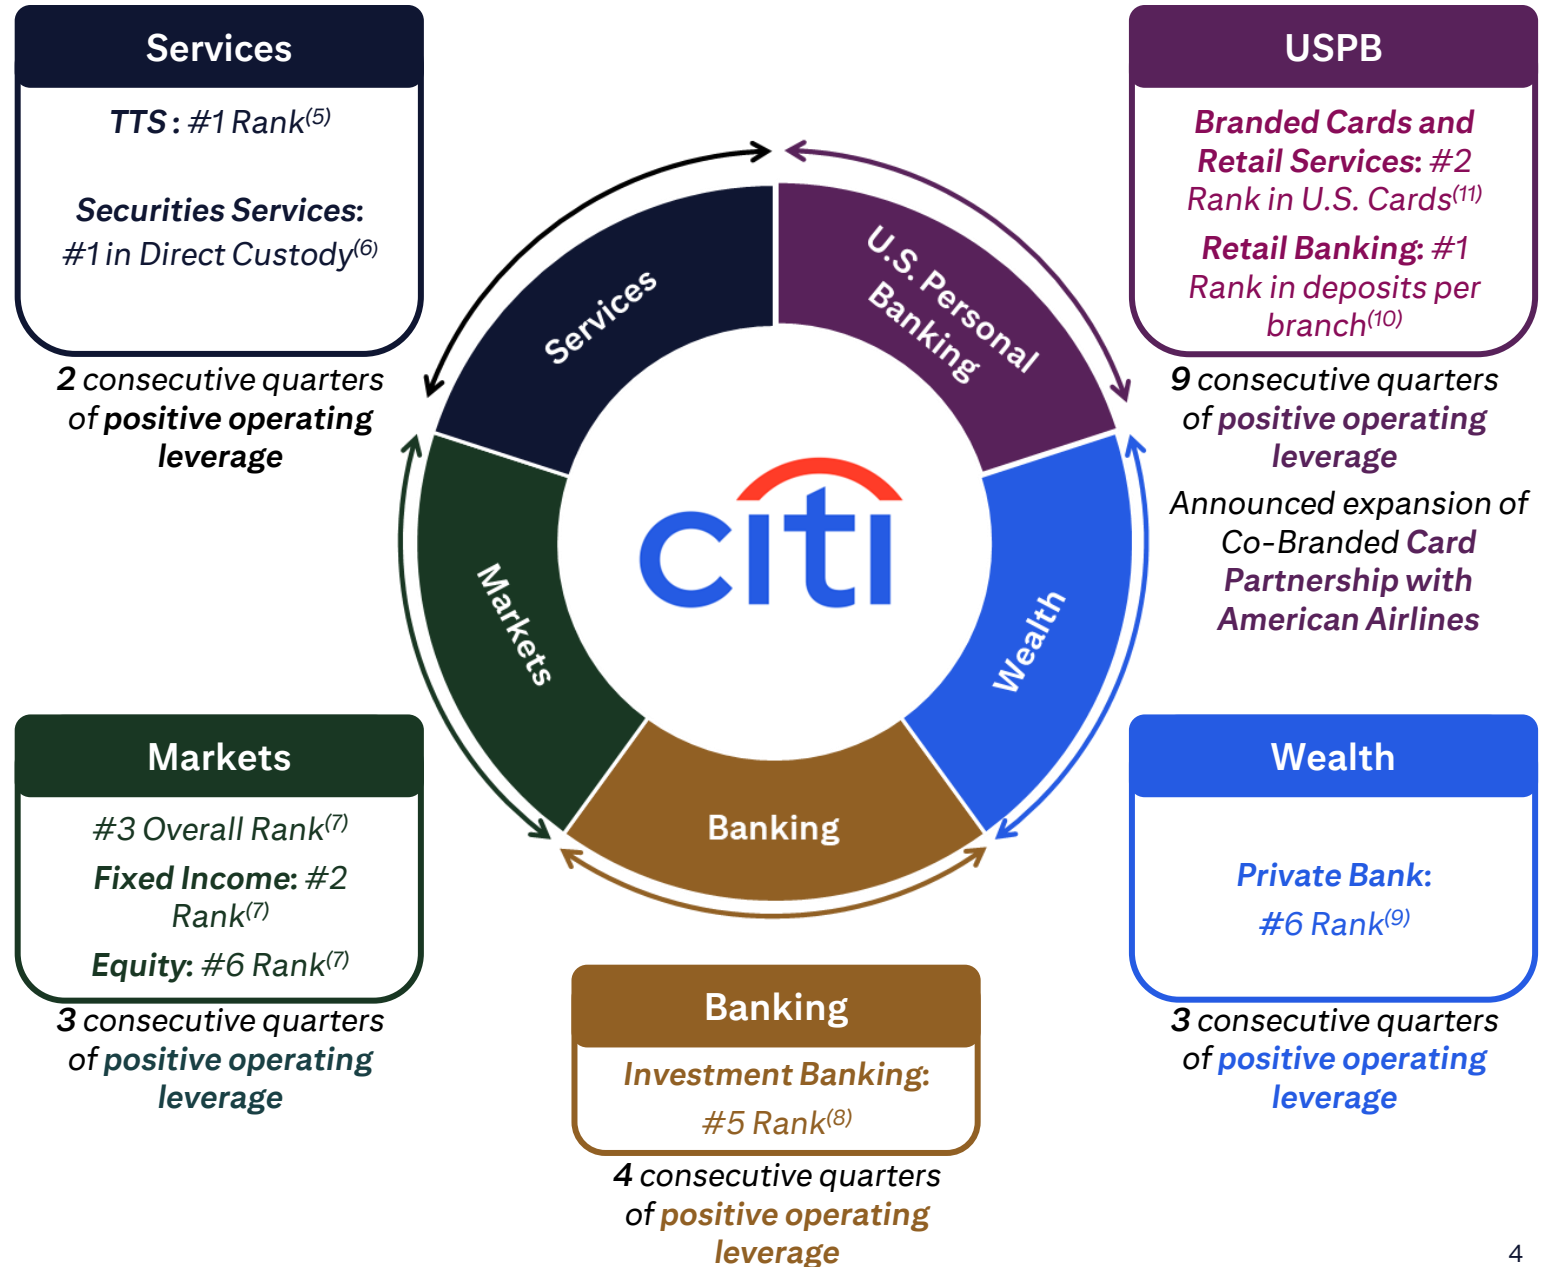 Services
TTS : #1 Rank(5)
Securities Services:
#1 in Direct Custody(6)
2 consecutive quarters
of positive operating
leverage
USPB
Branded Cards and
Retail Services: #2
Rank in U.S. Cards(11)
Retail Banking: #1
Rank in deposits per
branch(10)
9 consecutive quarters
of positive operating
leverage
Announced expansion of
Co-Branded Card
Partnership with
American Airlines
Services
U.S. Personal
Banking
Markets
citi
Wealth
Banking
Markets
#3 Overall Rank(7)
Fixed Income: #2
Rank(7)
Equity: #6 Rank(7)
3 consecutive quarters
of positive operating
leverage
Banking
Investment Banking:
#5 Rank(8)
4 consecutive quarters
of positive operating
leverage
Wealth
Private Bank:
#6 Rank(9)
3 consecutive quarters
of positive operating
leverage
4